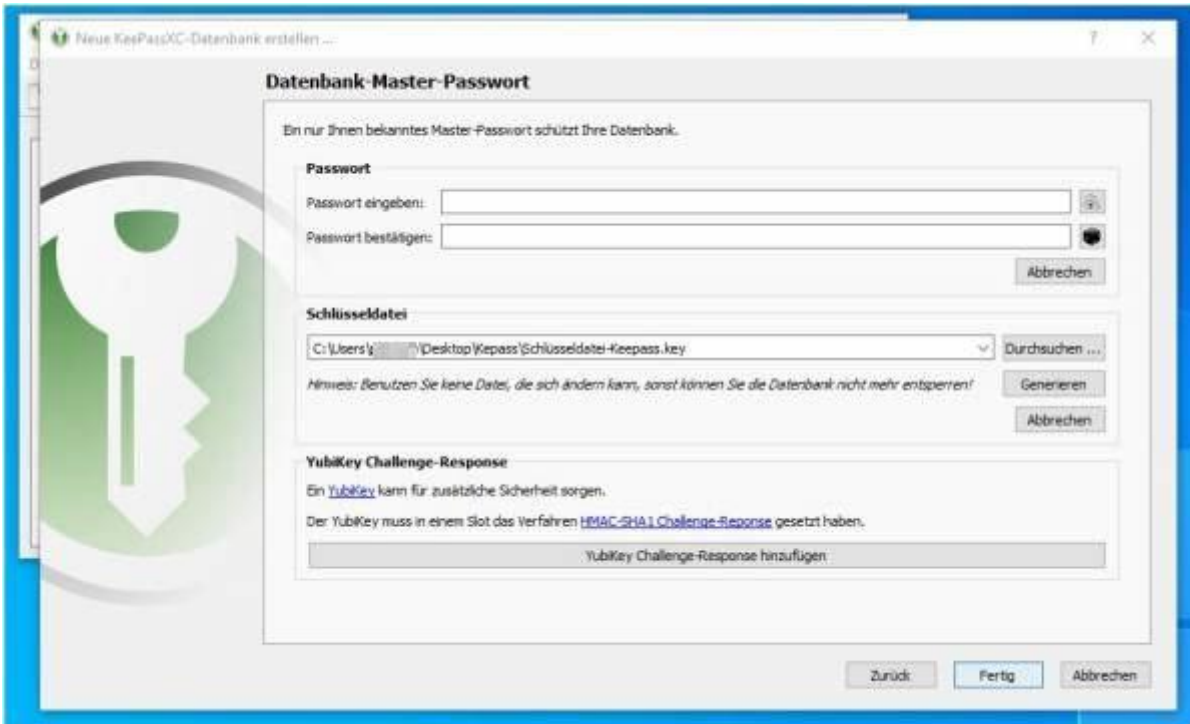 Neue KeePassXC-Datenbank erstellen ...
?
Datenbank-Master-Passwort
Ein nur Ihnen bekanntes Master-Passwort schützt Ihre Datenbank.
Passwort
Passwort eingeben:
Passwort bestätigen:
Abbrechen
Schlüsseldatei
C:\Users\ \Desktop\Kepass\Schlüsseldatei-Keepass.key
Durchsuchen ...
Hinweis: Benutzen Sie keine Datei, die sich ändern kann, sonst können Sie die Datenbank nicht mehr entsperren!
Generieren
Abbrechen
YubiKey Challenge-Response
Ein YubiKey kann für zusätzliche Sicherheit sorgen.
Der YubiKey muss in einem Slot das Verfahren HMAC-SHA1 Challenge-Reponse gesetzt haben.
YubiKey Challenge-Response hinzufügen
Zurück Fertig Abbrechen